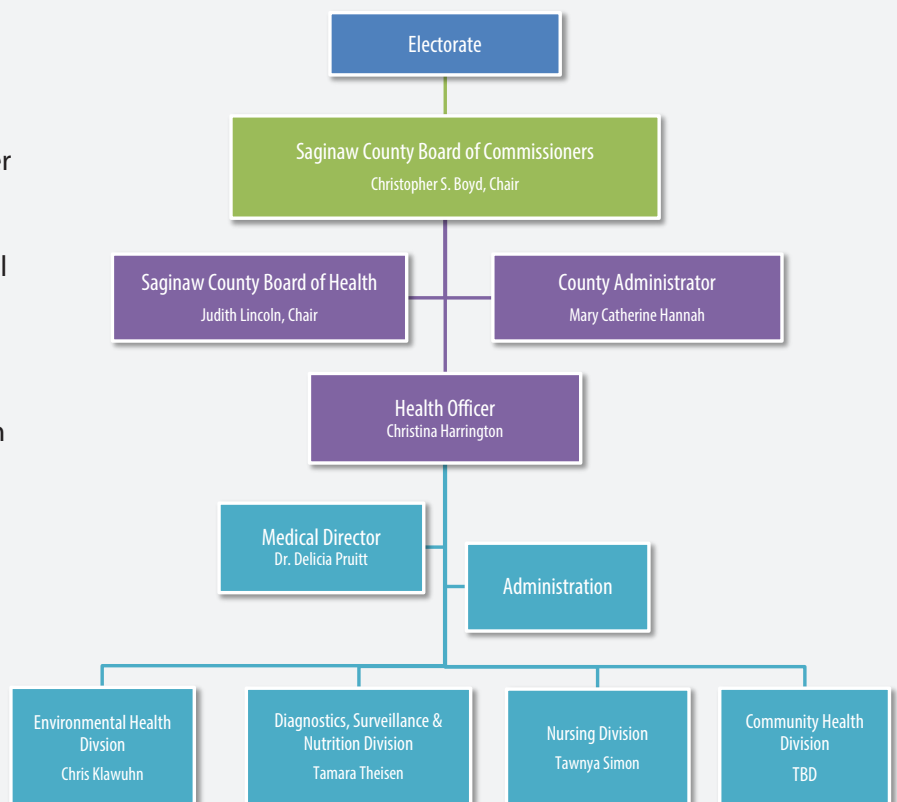 Electorate
Saginaw County Board of Commissioners
Christopher S. Boyd, Chair
Saginaw County Board of Health
Judith Lincoln, Chair
County Administrator
Mary Catherine Hannah
Health Officer
Christina Harrington
Medical Director
Dr. Delicia Pruitt
Administration
Environmental Health
Divsion
Chris Klawuhn
Diagnostics, Surveillance &
Nutrition Division
Tamara Theisen
Nursing Division
Tawnya Simon
Community Health
Division
TBD